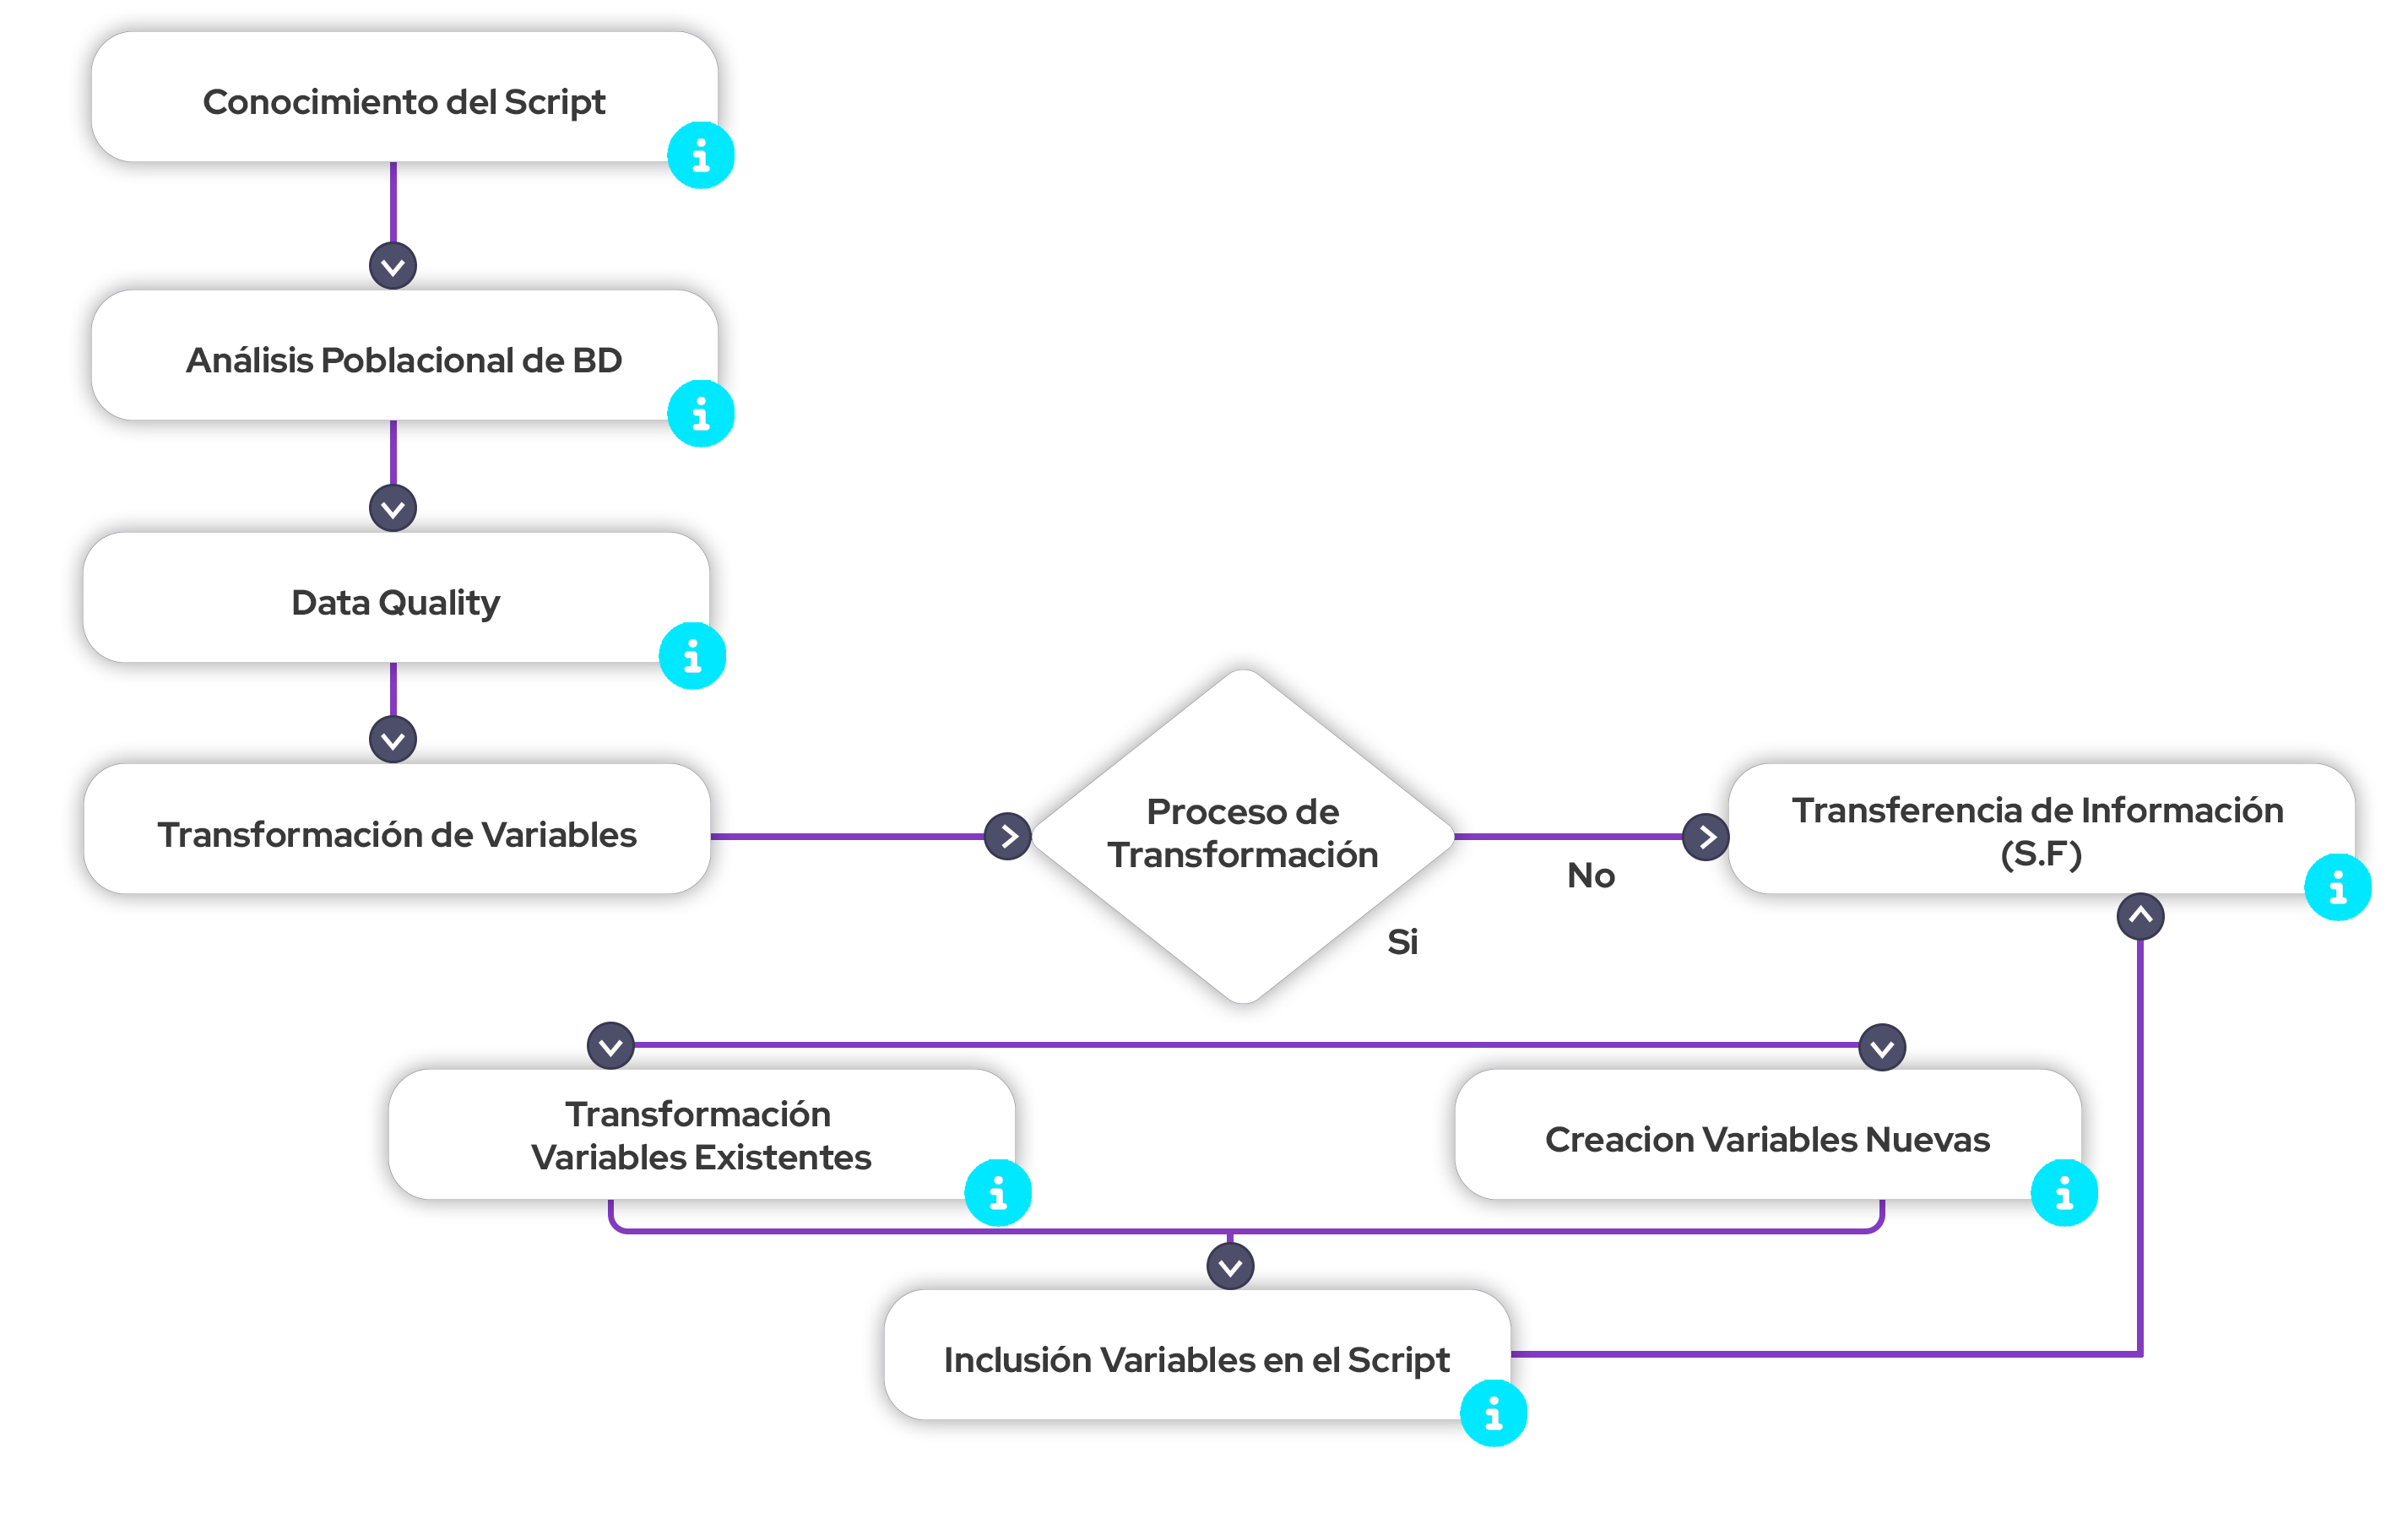 Conocimiento del Script
Análisis Poblacional de BD
Data Quality
Transformación de Variables
Proceso de
Transformación
No
Si
Transferencia de Información
(S.F)
Transformación
Variables Existentes
Creacion Variables Nuevas
Inclusión Variables en el Script